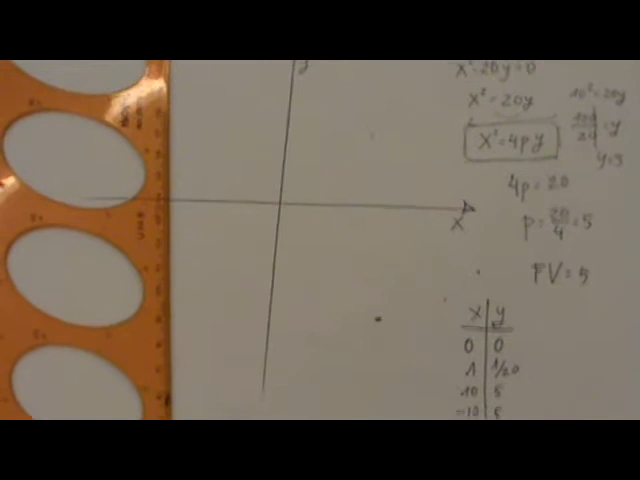 y
x
x²-20y=0
x²=20y
x²=4py
4p=20
p=20/4=5
FV=5
10²=20y
100/20=y
y=5
x y
0 0
1 1/20
10 5
-10 5